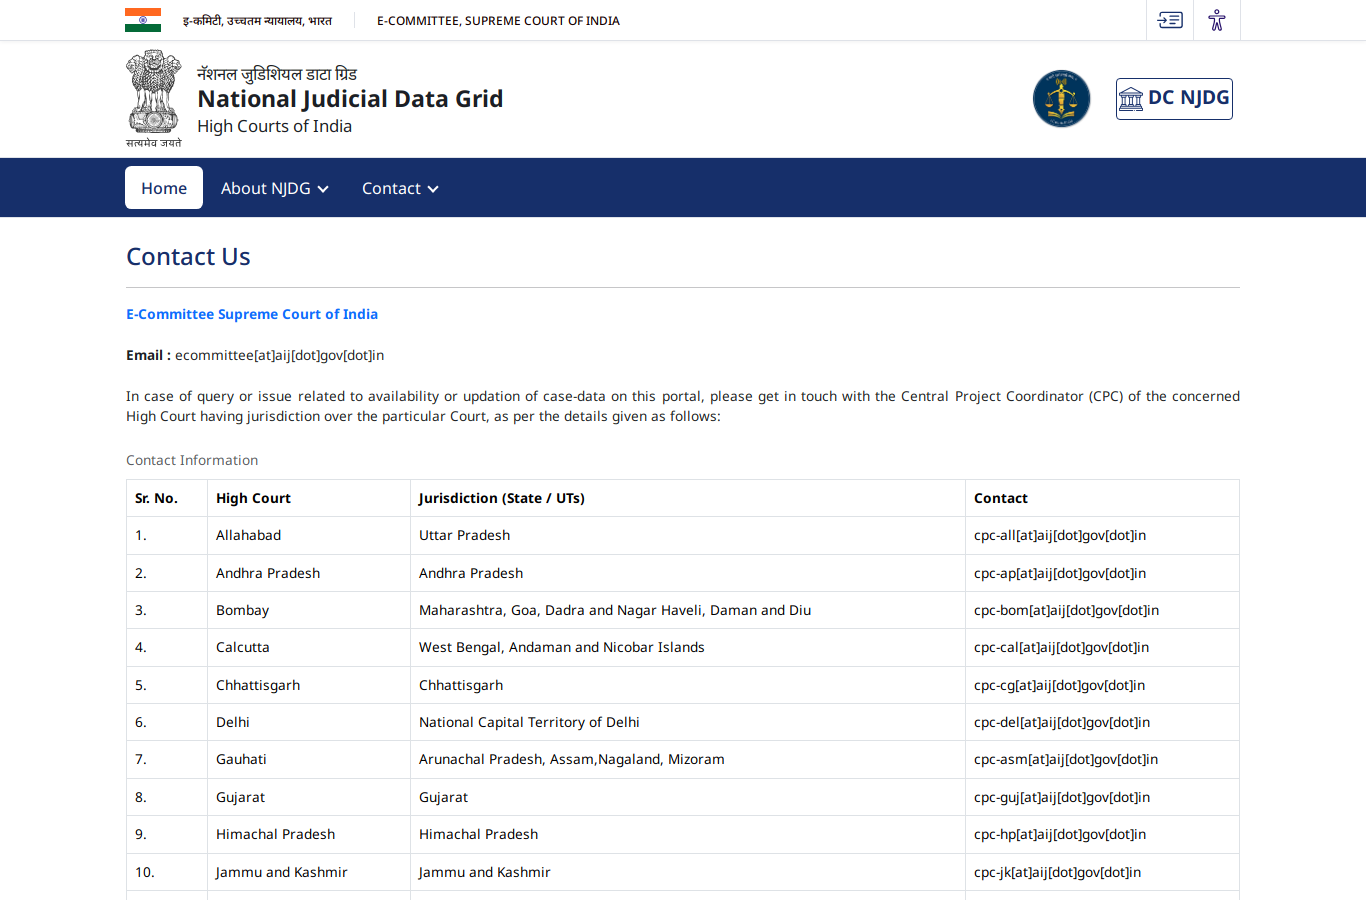 इ-कमिटी, उच्चतम न्यायालय, भारत
E-COMMITTEE, SUPREME COURT OF INDIA
सत्यमेव जयते
नॅशनल जुडिशियल डाटा ग्रिड
National Judicial Data Grid
High Courts of India
DC NJDG
Home
About NJDG
Contact
Contact Us
E-Committee Supreme Court of India
Email : ecommittee[at]aij[dot]gov[dot]in
In case of query or issue related to availability or updation of case-data on this portal, please get in touch with the Central Project Coordinator (CPC) of the concerned
High Court having jurisdiction over the particular Court, as per the details given as follows:
Contact Information
Sr. No. High Court Jurisdiction (State / UTs) Contact
1. Allahabad Uttar Pradesh cpc-all[at]aij[dot]gov[dot]in
2. Andhra Pradesh Andhra Pradesh cpc-ap[at]aij[dot]gov[dot]in
3. Bombay Maharashtra, Goa, Dadra and Nagar Haveli, Daman and Diu cpc-bom[at]aij[dot]gov[dot]in
4. Calcutta West Bengal, Andaman and Nicobar Islands cpc-cal[at]aij[dot]gov[dot]in
5. Chhattisgarh Chhattisgarh cpc-cg[at]aij[dot]gov[dot]in
6. Delhi National Capital Territory of Delhi cpc-del[at]aij[dot]gov[dot]in
7. Gauhati Arunachal Pradesh, Assam,Nagaland, Mizoram cpc-asm[at]aij[dot]gov[dot]in
8. Gujarat Gujarat cpc-guj[at]aij[dot]gov[dot]in
9. Himachal Pradesh Himachal Pradesh cpc-hp[at]aij[dot]gov[dot]in
10. Jammu and Kashmir Jammu and Kashmir cpc-jk[at]aij[dot]gov[dot]in